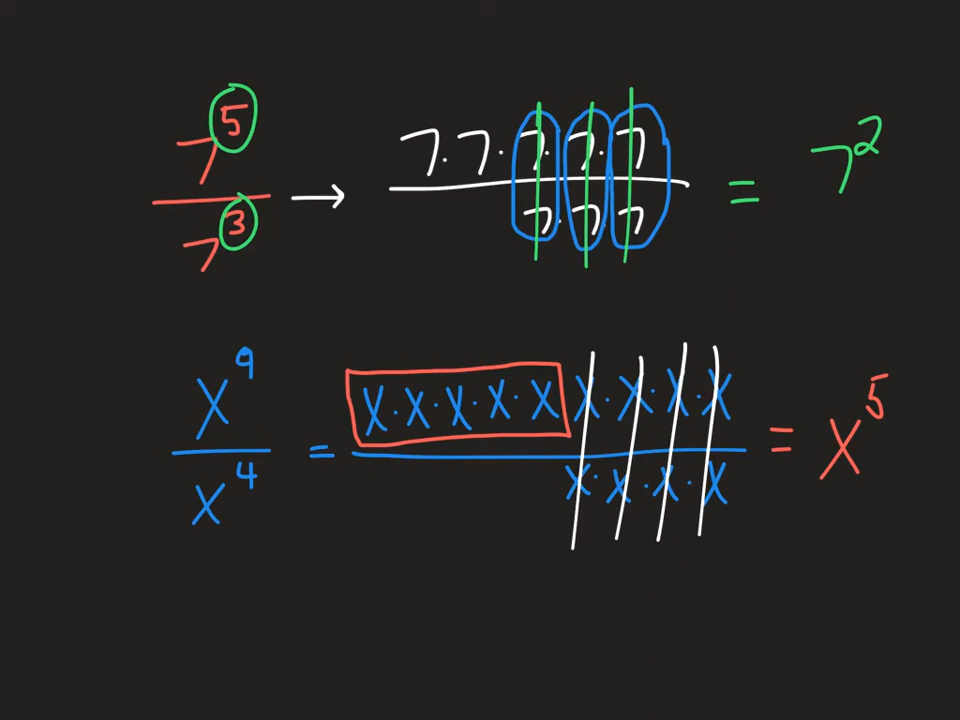 7^5 / 7^3 → 7·7·7·7·7 / 7·7·7 = 7^2
x^9 / x^4 = x·x·x·x·x x·x·x·x / x·x·x·x = x^5